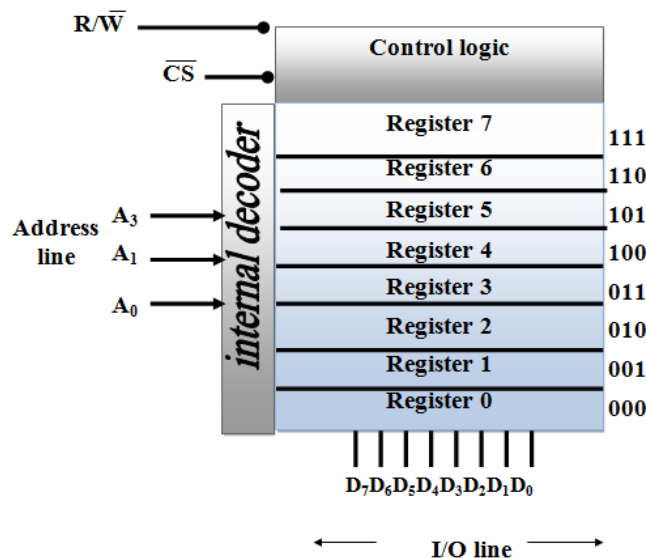 R/W̅
Control logic
C̅S̅
internal decoder
Register 7
111
Register 6
110
Register 5
101
Register 4
100
Register 3
011
Register 2
010
Register 1
001
Register 0
000
Address
line
A₃
A₁
A₀
D₇D₆D₅D₄D₃D₂D₁D₀
I/O line